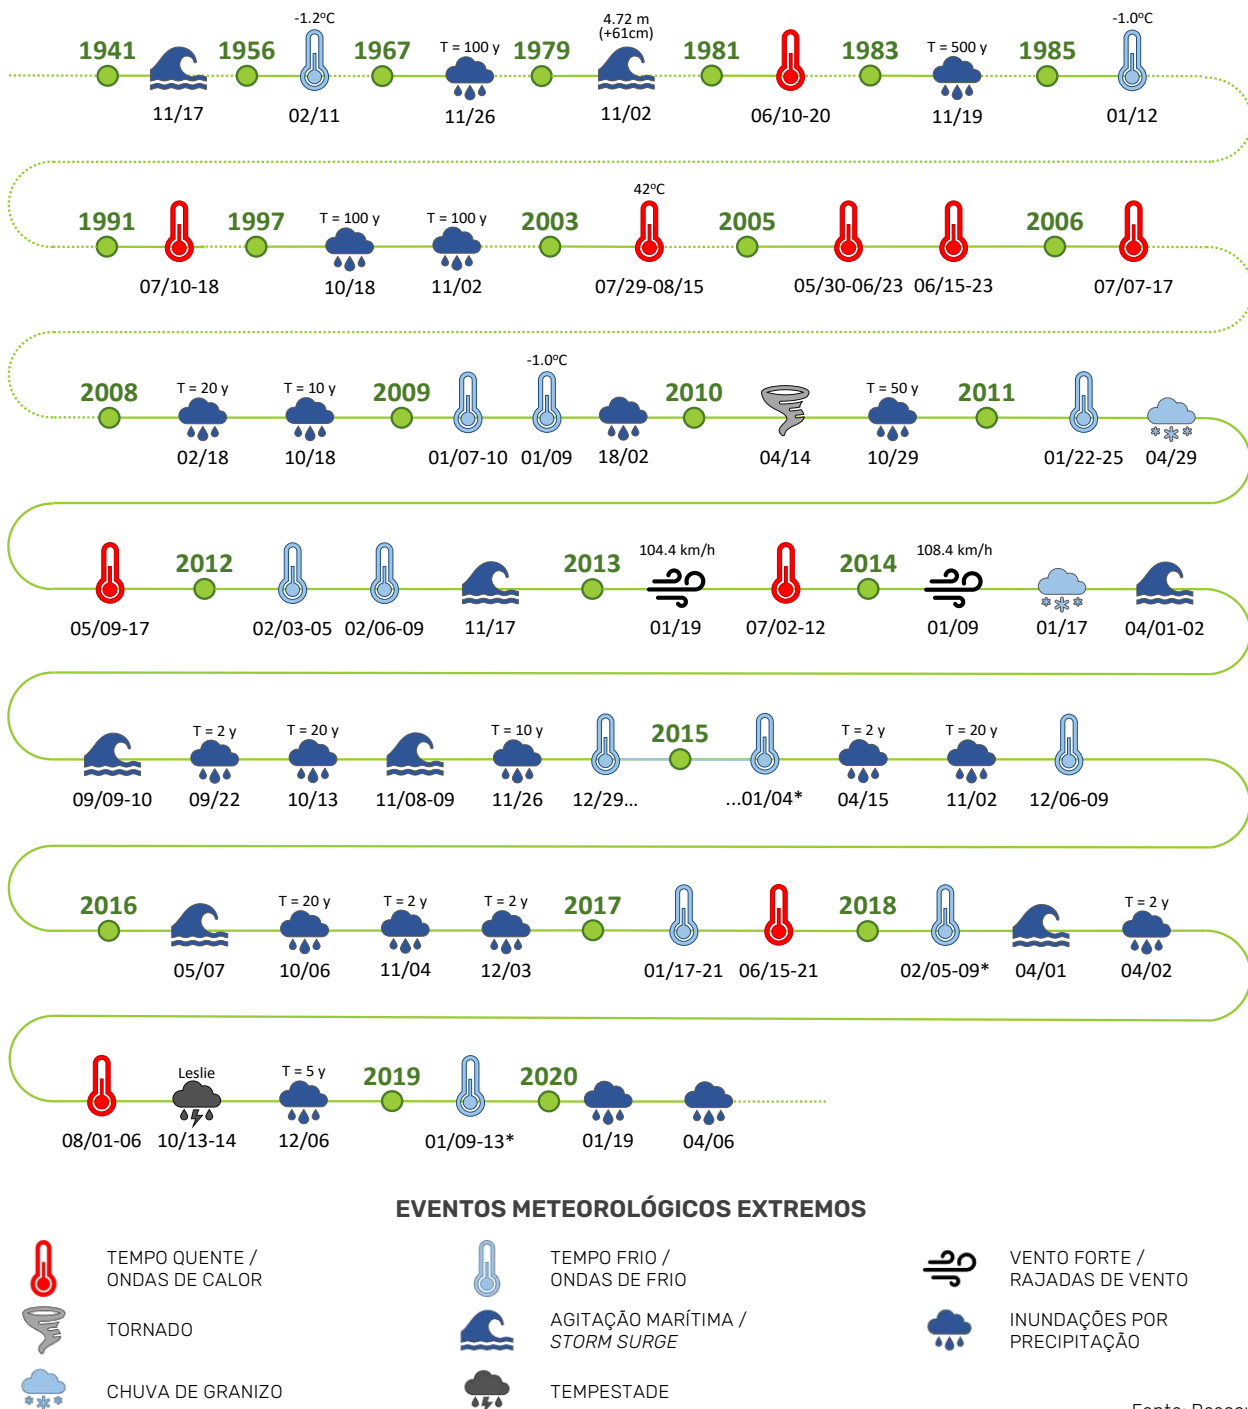 -1.2ºC 4.72 m -1.0ºC
(+61cm)
1941 1956 1967 T = 100 y 1979 1981 1983 T = 500 y 1985
11/17 02/11 11/26 11/02 06/10-20 11/19 01/12
42ºC
1991 1997 T = 100 y T = 100 y 2003 2005 2006
07/10-18 10/18 11/02 07/29-08/15 05/30-06/23 06/15-23 07/07-17
-1.0ºC
2008 T = 20 y T = 10 y 2009 2010 T = 50 y 2011
02/18 10/18 01/07-10 01/09 18/02 04/14 10/29 01/22-25 04/29
2012 2013 104.4 km/h 2014 108.4 km/h
05/09-17 02/03-05 02/06-09 11/17 01/19 07/02-12 01/09 01/17 04/01-02
T = 2 y T = 20 y T = 10 y 2015 T = 2 y T = 20 y
09/09-10 09/22 10/13 11/08-09 11/26 12/29... ...01/04* 04/15 11/02 12/06-09
2016 T = 20 y T = 2 y T = 2 y 2017 2018 T = 2 y
05/07 10/06 11/04 12/03 01/17-21 06/15-21 02/05-09* 04/01 04/02
Leslie T = 5 y 2019 2020
08/01-06 10/13-14 12/06 01/09-13* 01/19 04/06
EVENTOS METEOROLÓGICOS EXTREMOS
TEMPO QUENTE /
ONDAS DE CALOR
TEMPO FRIO /
ONDAS DE FRIO
VENTO FORTE /
RAJADAS DE VENTO
TORNADO
AGITAÇÃO MARÍTIMA /
STORM SURGE
INUNDAÇÕES POR
PRECIPITAÇÃO
CHUVA DE GRANIZO
TEMPESTADE